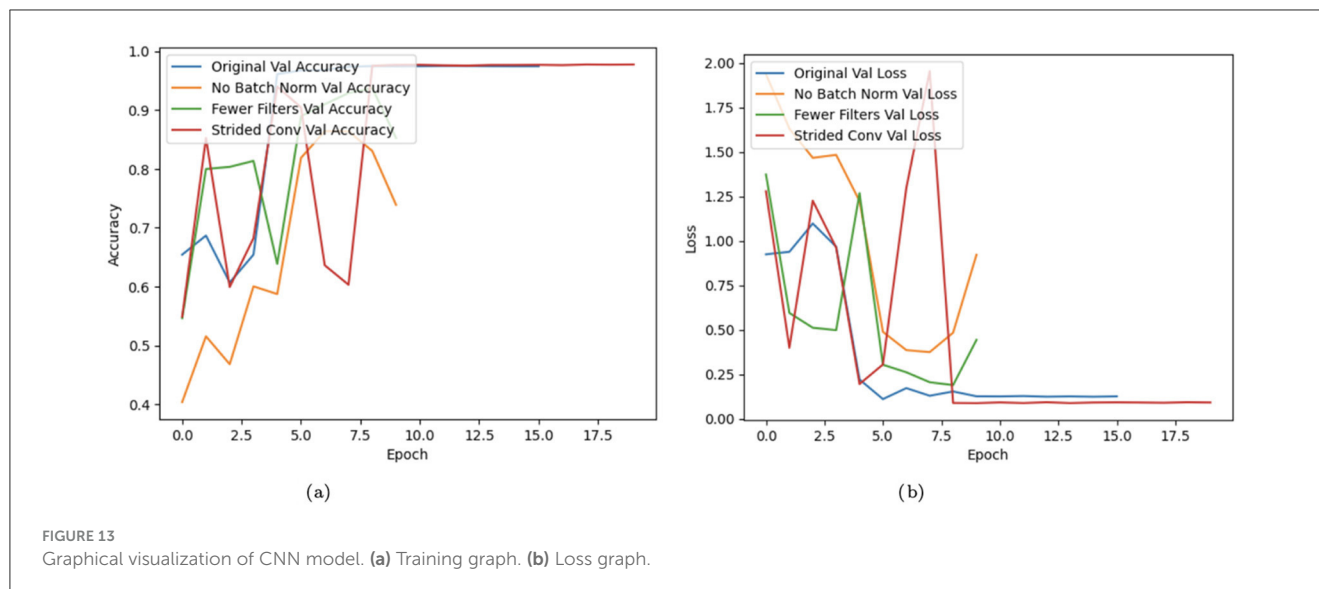 1.0
0.9
0.8
0.7
0.6
0.5
0.4
Accuracy
Original Val Accuracy
No Batch Norm Val Accuracy
Fewer Filters Val Accuracy
Strided Conv Val Accuracy
0.0 2.5 5.0 7.5 10.0 12.5 15.0 17.5
Epoch
(a)
2.00
1.75
1.50
1.25
1.00
0.75
0.50
0.25
0.00
Loss
Original Val Loss
No Batch Norm Val Loss
Fewer Filters Val Loss
Strided Conv Val Loss
0.0 2.5 5.0 7.5 10.0 12.5 15.0 17.5
Epoch
(b)
FIGURE 13
Graphical visualization of CNN model. (a) Training graph. (b) Loss graph.